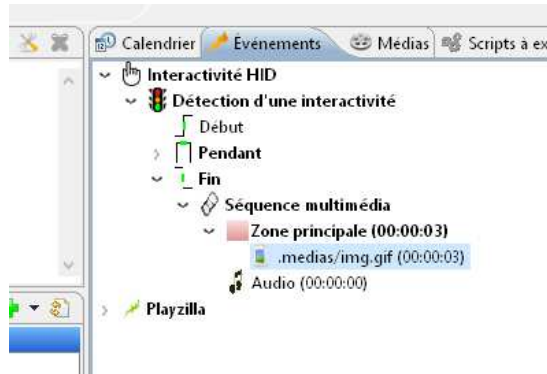 Calendrier Événements Médias Scripts à ex
Interactivité HID
Détection d'une interactivité
Début
Pendant
Fin
Séquence multimédia
Zone principale (00:00:03)
.medias/img.gif (00:00:03)
Audio (00:00:00)
Playzilla